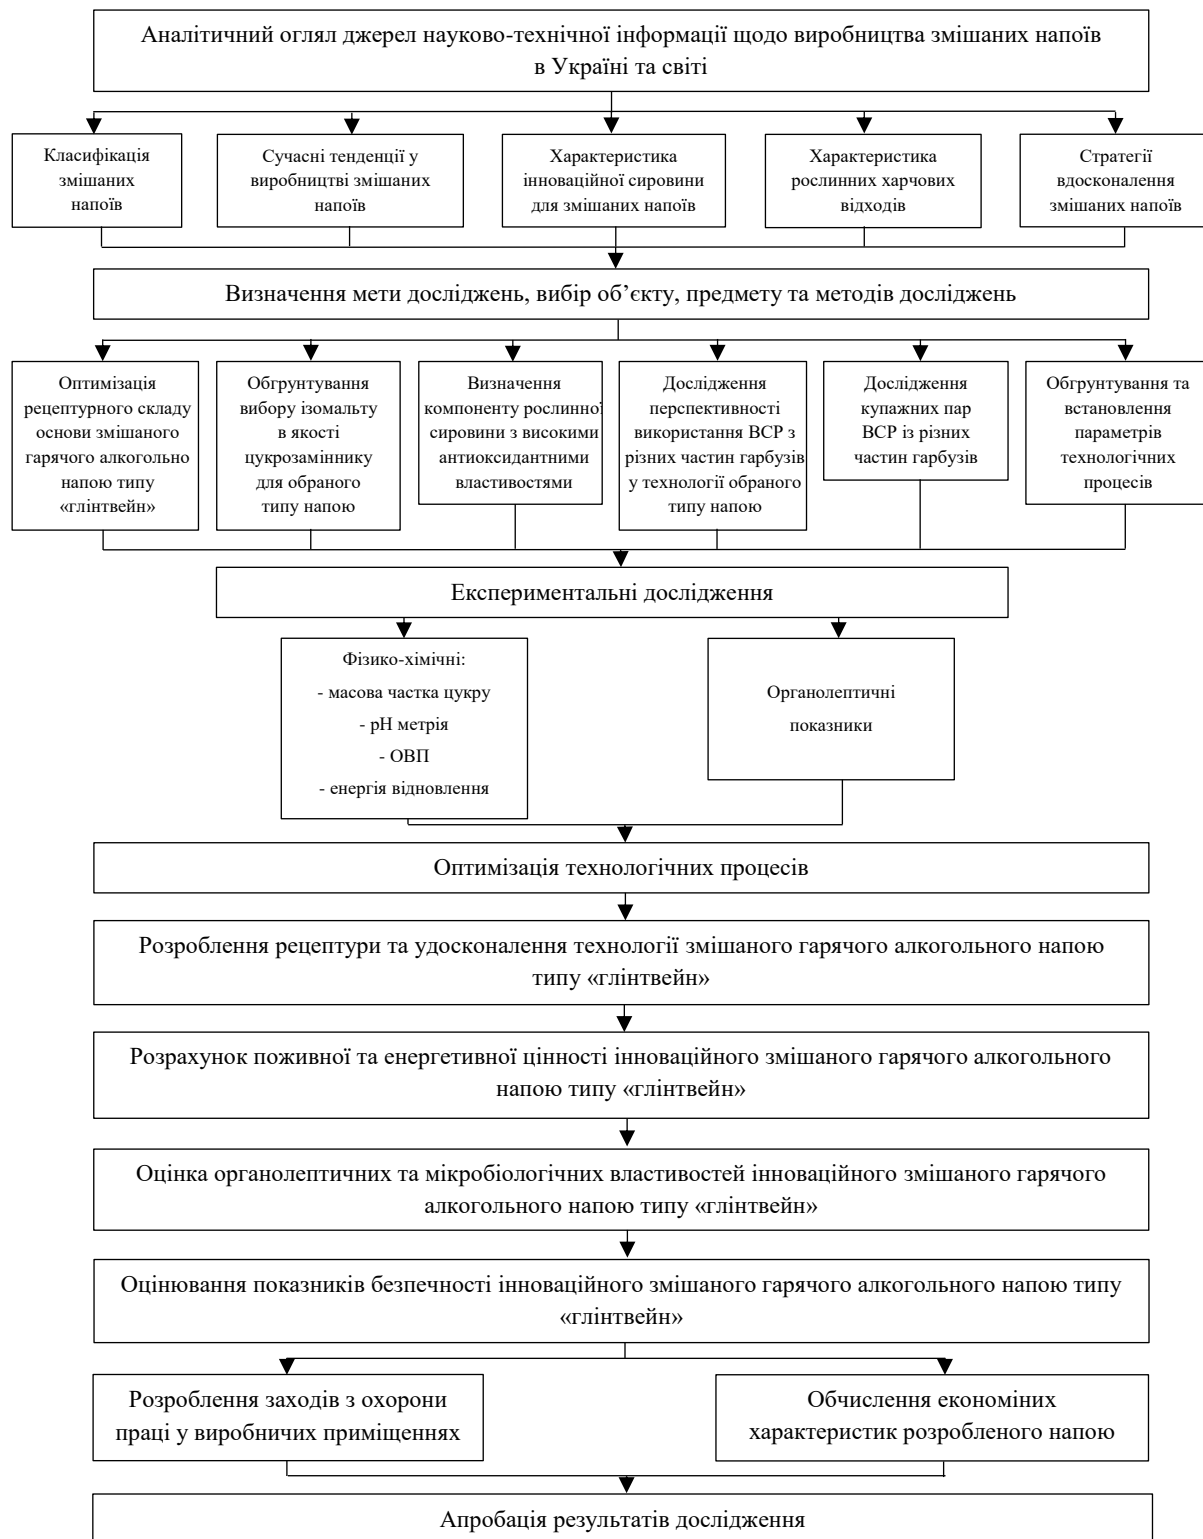 Аналітичний оглял джерел науково-технічної інформації щодо виробництва змішаних напоїв
в Україні та світі
Класифікація
змішаних
напоїв
Сучасні тенденції у
виробництві змішаних
напоїв
Характеристика
інноваційної сировини
для змішаних напоїв
Характеристика
рослинних харчових
відходів
Стратегії
вдосконалення
змішаних напоїв
Визначення мети досліджень, вибір об’єкту, предмету та методів досліджень
Оптимізація
рецептурного складу
основи змішаного
гарячого алкогольно
напою типу
«глінтвейн»
Обгрунтування
вибору ізомальту
в якості
цукрозаміннику
для обраного
типу напою
Визначення
компоненту рослинної
сировини з високими
антиоксидантними
властивостями
Дослідження
перспективності
використання ВСР з
різних частин гарбузів
у технології обраного
типу напою
Дослідження
купажних пар
ВСР із різних
частин гарбузів
Обгрунтування та
встановлення
параметрів
технологічних
процесів
Експериментальні дослідження
Фізико-хімічні:
- масова частка цукру
- рН метрія
- ОВП
- енергія відновлення
Органолептичні
показники
Оптимізація технологічних процесів
Розроблення рецептури та удосконалення технології змішаного гарячого алкогольного напою
типу «глінтвейн»
Розрахунок поживної та енергетивної цінності інноваційного змішаного гарячого алкогольного
напою типу «глінтвейн»
Оцінка органолептичних та мікробіологічних властивостей інноваційного змішаного гарячого
алкогольного напою типу «глінтвейн»
Оцінювання показників безпечності інноваційного змішаного гарячого алкогольного напою типу
«глінтвейн»
Розроблення заходів з охорони
праці у виробничих приміщеннях
Обчислення економіних
характеристик розробленого напою
Апробація результатів дослідження